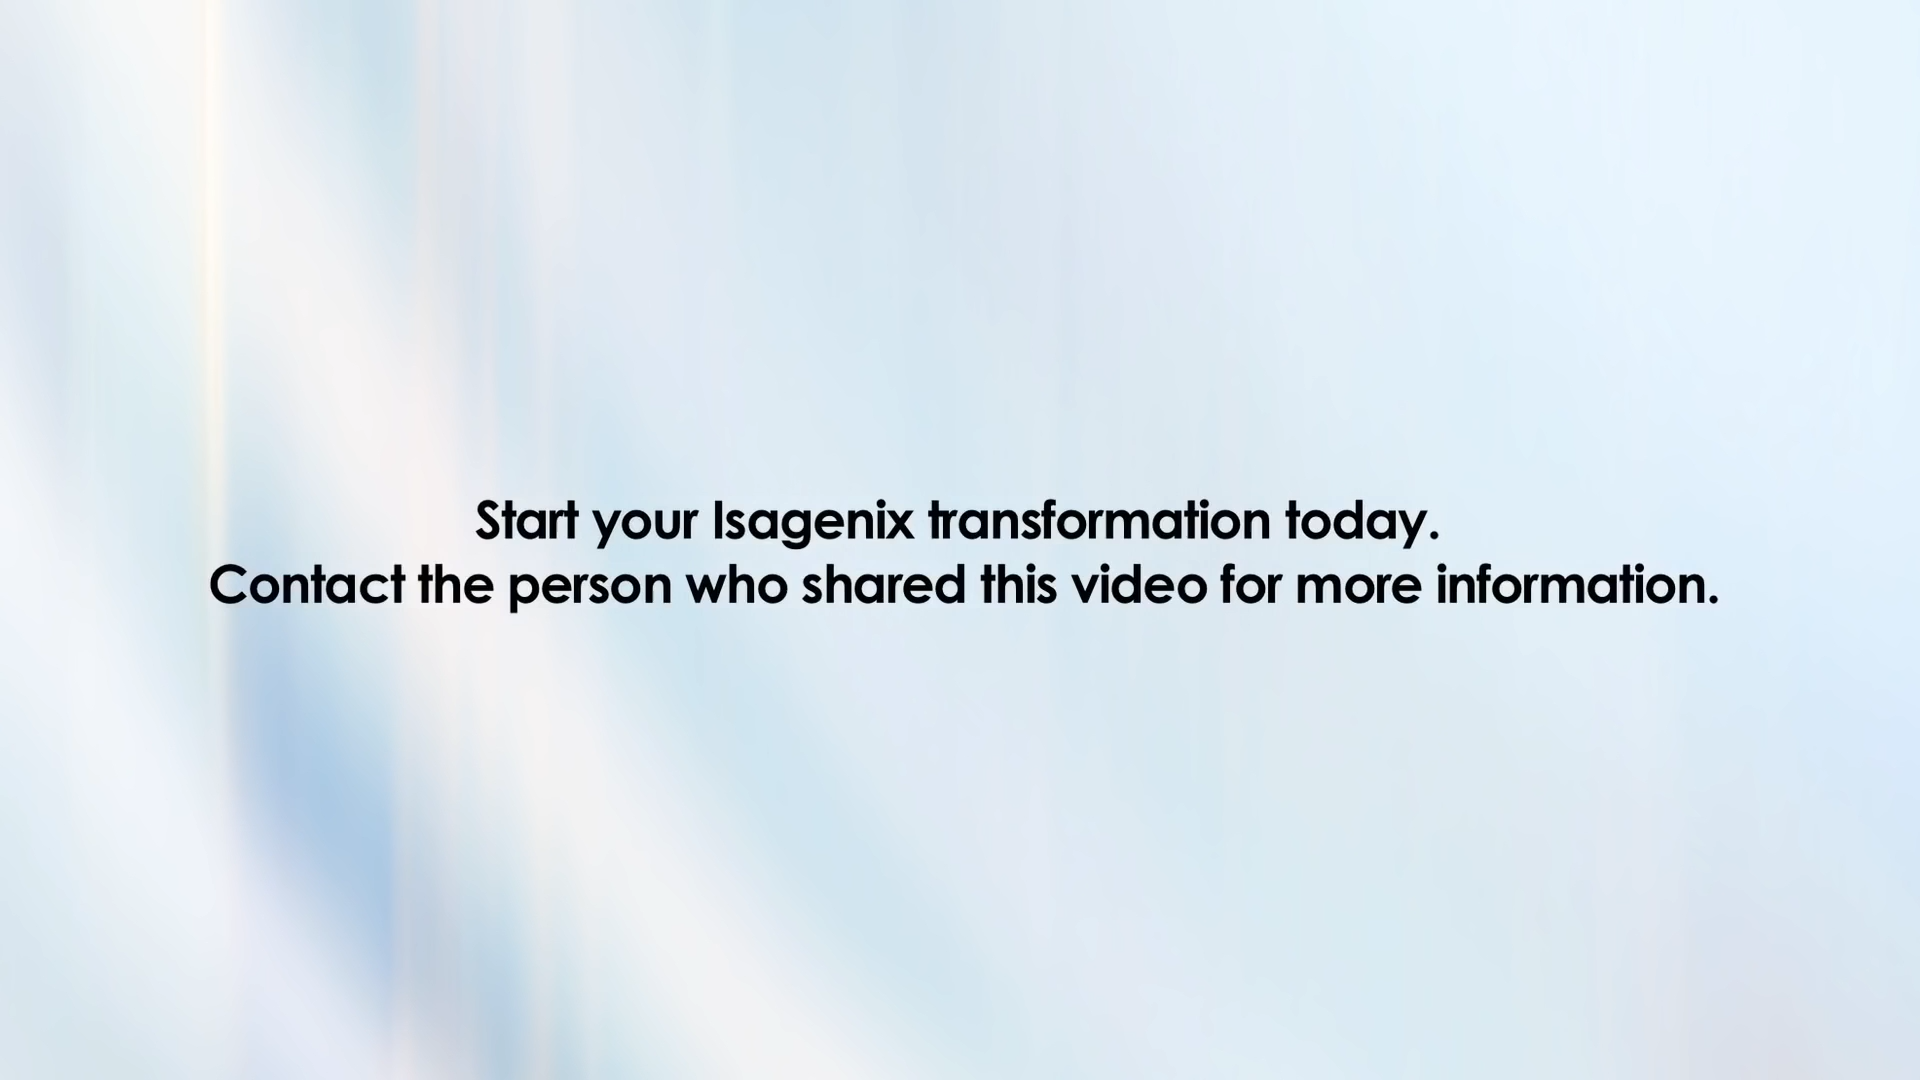 Start your Isagenix transformation today.
Contact the person who shared this video for more information.